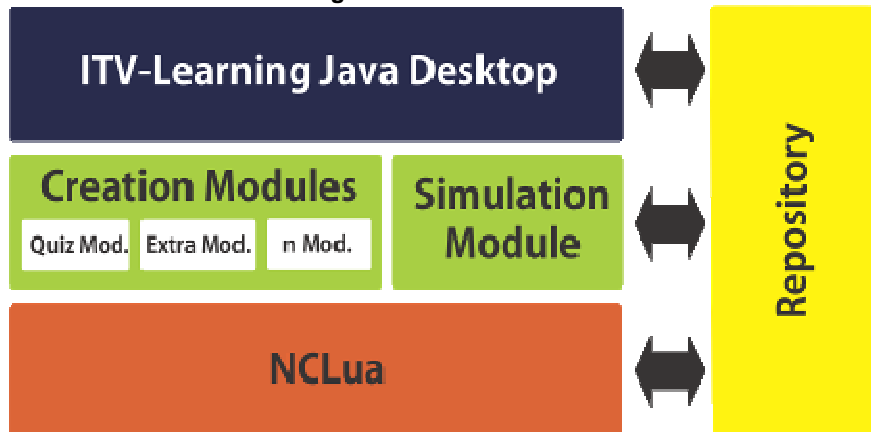 ITV-Learning Java Desktop
Creation Modules
Quiz Mod.
Extra Mod.
n Mod.
Simulation
Module
NCLua
Repository